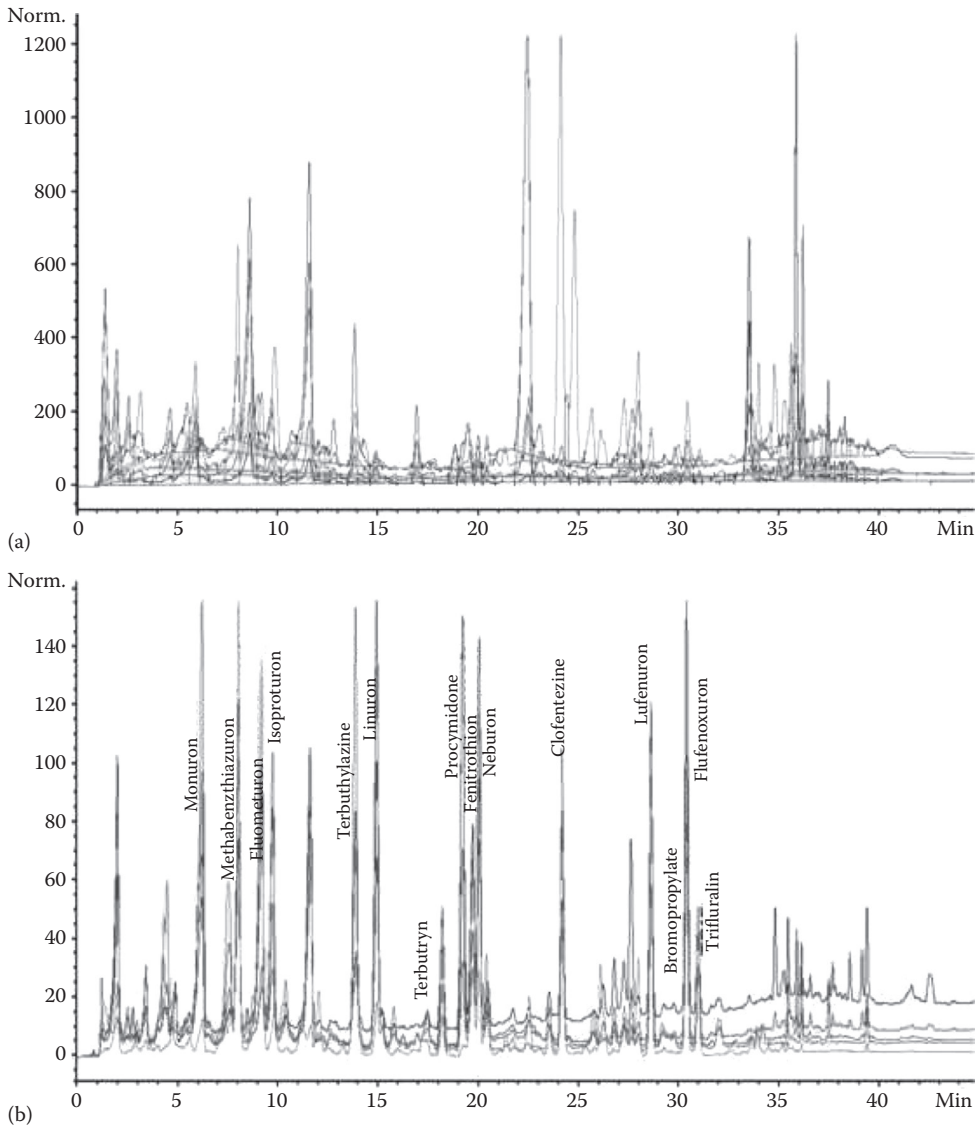 Norm.
1200
1000
800
600
400
200
0
0 5 10 15 20 25 30 35 40 Min
(a)
Norm.
140
120
100
80
60
40
20
0
Monuron
Methabenzthiazuron
Fluometuron
Isoproturon
Terbuthylazine
Linuron
Terbutryn
Procymidone
Fenitrothion
Neburon
Clofentezine
Lufenuron
Bromopropylate
Flufenoxuron
Trifluralin
0 5 10 15 20 25 30 35 40 Min
(b)